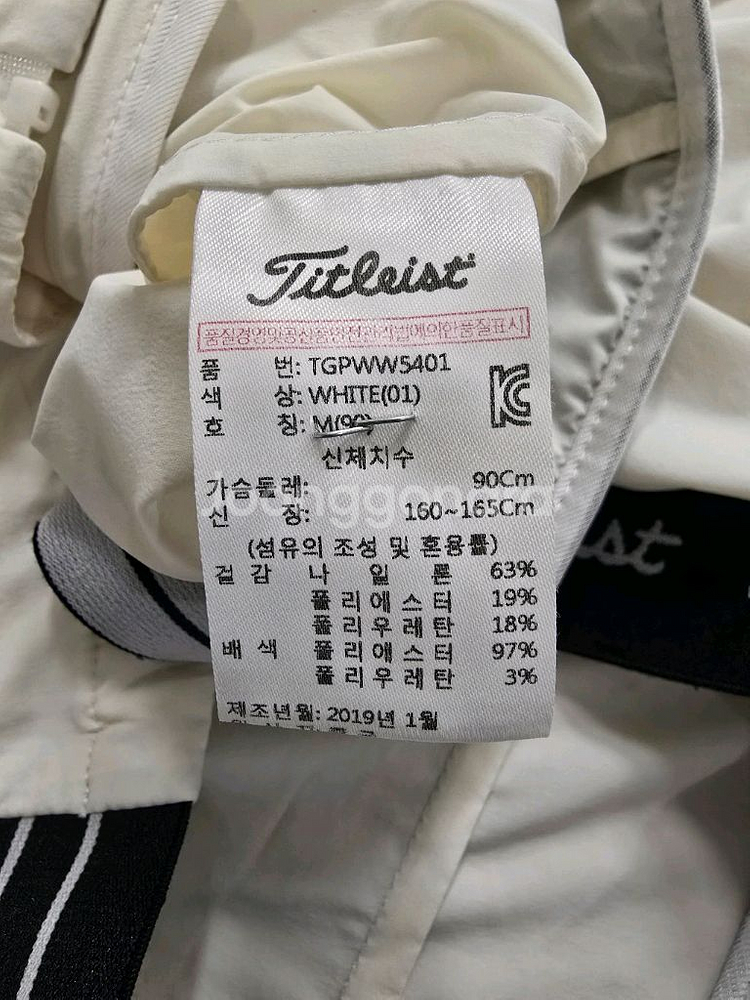 Titleist
품질경영및공산품안전관리법에의한품질표시
품 번: TGPWW5401
색 상: WHITE(01)
호 칭: M(90)
신체치수
가슴둘레: 90Cm
신 장: 160~165Cm
(섬유의 조성 및 혼용률)
겉 감 나 일 론 63%
폴 리 에 스 터 19%
폴 리 우 레 탄 18%
배 색 폴 리 에 스 터 97%
폴 리 우 레 탄 3%
제조년월: 2019년 1월
ist